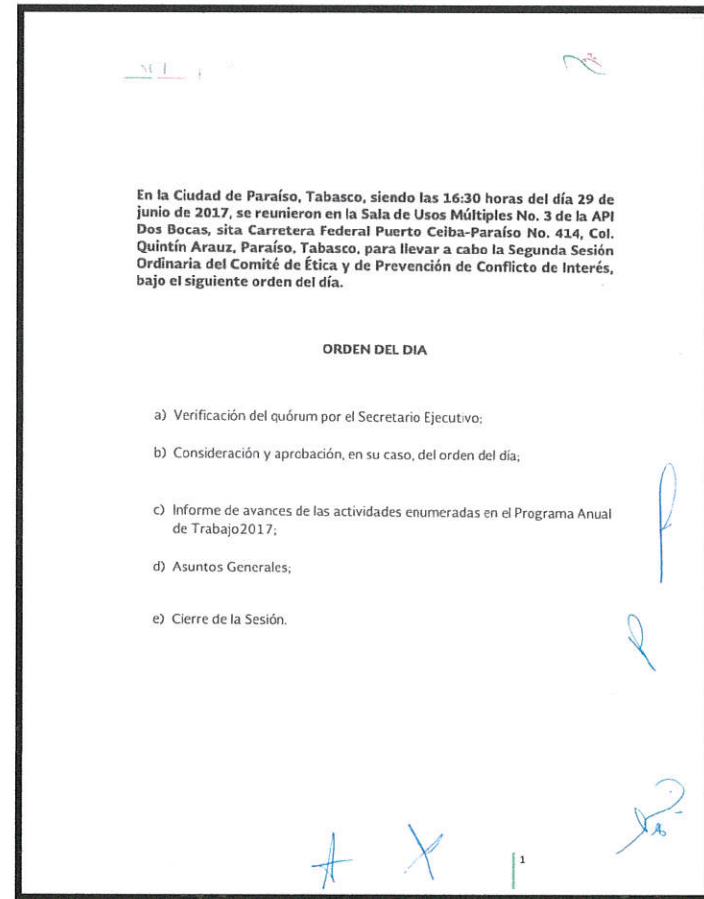 En la Ciudad de Paraíso, Tabasco, siendo las 16:30 horas del día 29 de
junio de 2017, se reunieron en la Sala de Usos Múltiples No. 3 de la API
Dos Bocas, sita Carretera Federal Puerto Ceiba-Paraíso No. 414, Col.
Quintín Arauz, Paraíso, Tabasco, para llevar a cabo la Segunda Sesión
Ordinaria del Comité de Ética y de Prevención de Conflicto de Interés,
bajo el siguiente orden del día.
ORDEN DEL DIA
a) Verificación del quórum por el Secretario Ejecutivo;
b) Consideración y aprobación, en su caso, del orden del día;
c) Informe de avances de las actividades enumeradas en el Programa Anual
de Trabajo2017;
d) Asuntos Generales;
e) Cierre de la Sesión.
1